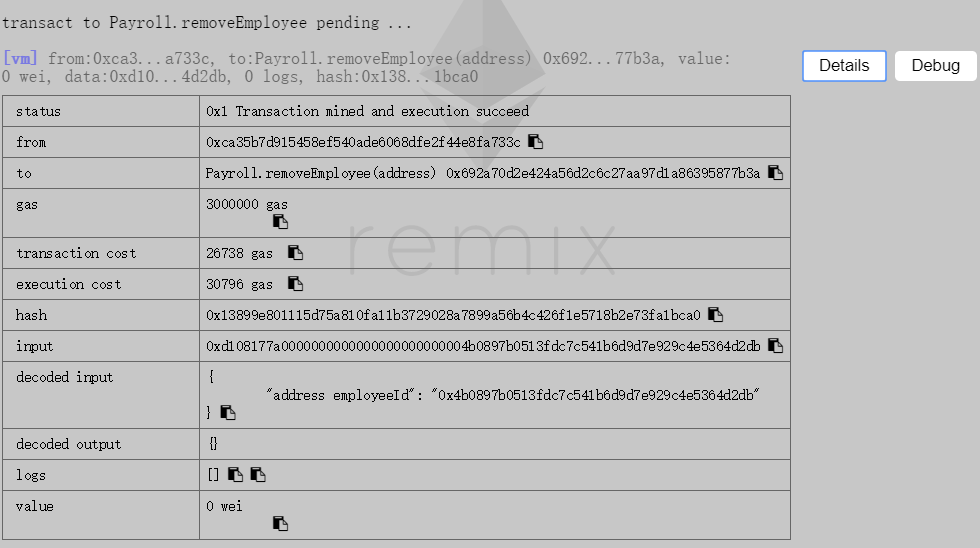 transact to Payroll.removeEmployee pending ...
[vm] from:0xca3...a733c, to:Payroll.removeEmployee(address) 0x692...77b3a, value:
0 wei, data:0xd10...4d2db, 0 logs, hash:0x138...1bca0
Details
Debug
status 0x1 Transaction mined and execution succeed
from 0xca35b7d915458ef540ade6068dfe2f44e8fa733c
to Payroll.removeEmployee(address) 0x692a70d2e424a56d2c6c27aa97d1a86395877b3a
gas 3000000 gas
transaction cost 26738 gas
execution cost 30796 gas
hash 0x13899e801115d75a810fa11b3729028a7899a56b4c426f1e5718b2e73fa1bca0
input 0xd108177a0000000000000000000000004b0897b0513fdc7c541b6d9d7e929c4e5364d2db
decoded input {
"address employeeId": "0x4b0897b0513fdc7c541b6d9d7e929c4e5364d2db"
}
decoded output {}
logs []
value 0 wei
remix